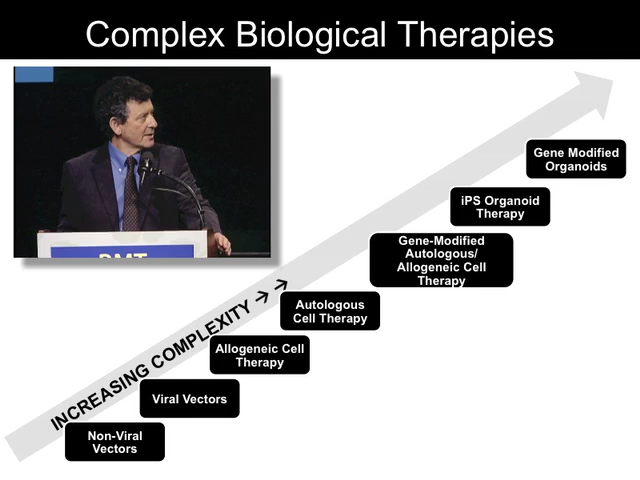 Complex Biological Therapies
Gene Modified
Organoids
iPS Organoid
Therapy
Gene-Modified
Autologous/
Allogeneic Cell
Therapy
Autologous
Cell Therapy
Allogeneic Cell
Therapy
Viral Vectors
Non-Viral
Vectors
INCREASING COMPLEXITY → →